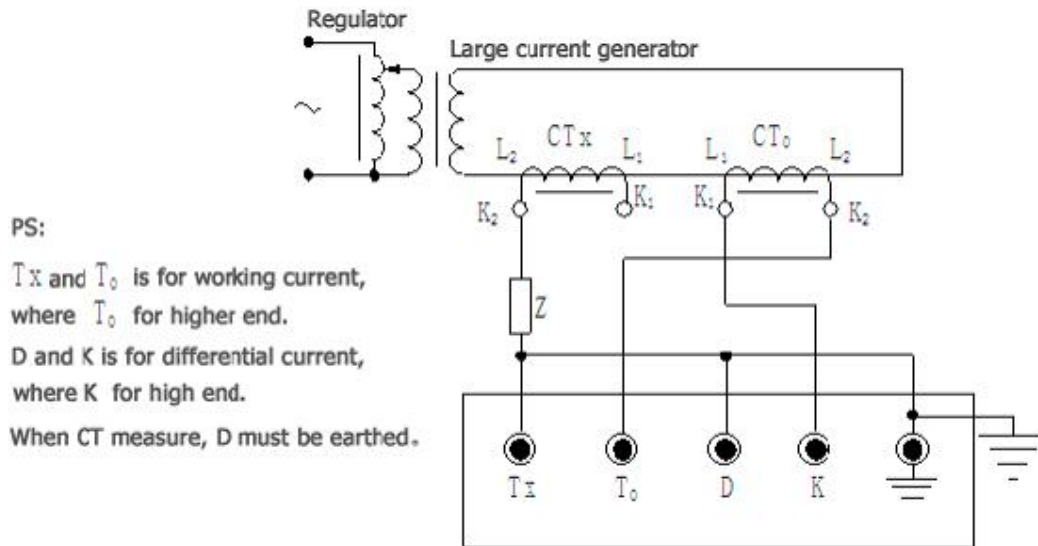 Regulator
Large current generator
L₂ CTx L₁ L₁ CT₀ L₂
K₂ K₁ K₁ K₂
Z
PS:
Tx and T₀ is for working current,
where T₀ for higher end.
D and K is for differential current,
where K for high end.
When CT measure, D must be earthed。
Tx T₀ D K